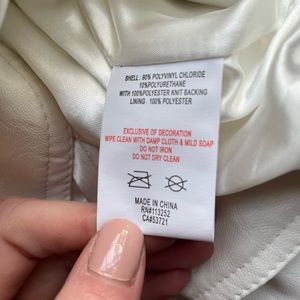 SHELL : 90% POLYVINYL CHLORIDE
10%POLYURETHANE
WITH 100%POLYESTER KNIT BACKING
LINING : 100% POLYESTER
EXCLUSIVE OF DECORATION
WIPE CLEAN WITH DAMP CLOTH & MILD SOAP
DO NOT IRON
DO NOT DRY CLEAN
MADE IN CHINA
RN#113252
CA#53721